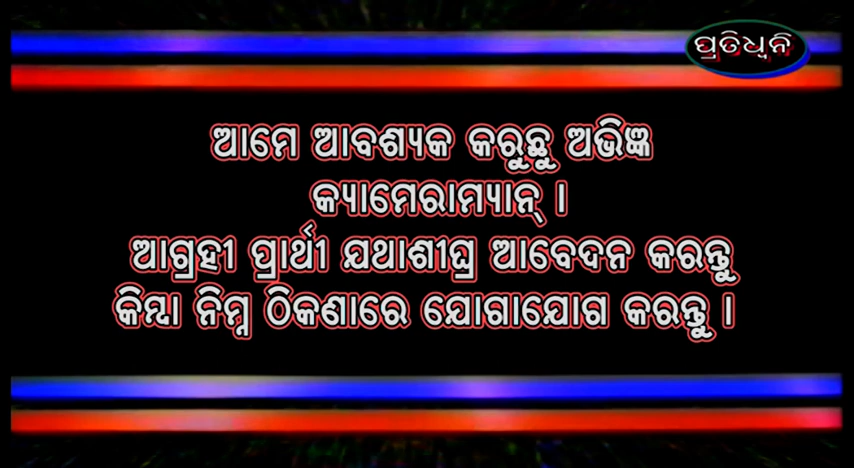 ପ୍ରତିଧ୍ୱନି
ଆମେ ଆବଶ୍ୟକ କରୁଛୁ ଅଭିଜ୍ଞ
କ୍ୟାମେରାମ୍ୟାନ୍ ।
ଆଗ୍ରହୀ ପ୍ରାର୍ଥୀ ଯଥାଶୀଘ୍ର ଆବେଦନ କରନ୍ତୁ
କିମ୍ବା ନିମ୍ନ ଠିକଣାରେ ଯୋଗାଯୋଗ କରନ୍ତୁ ।